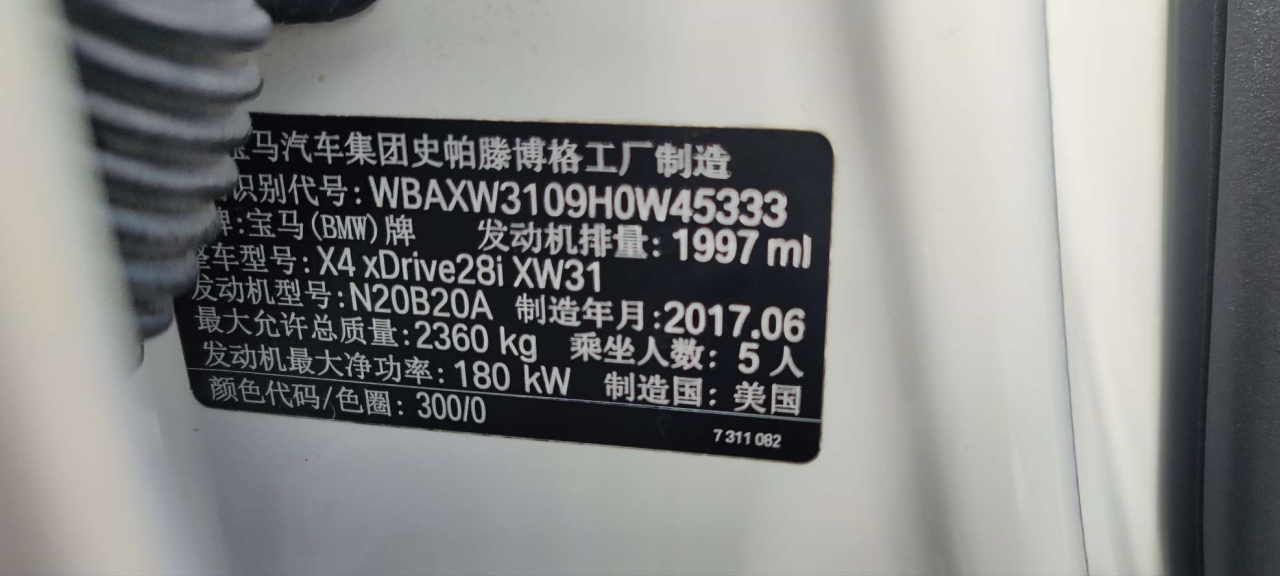 宝马汽车集团史帕滕博格工厂制造
识别代号: WBAXW3109H0W45333
牌:宝马(BMW)牌 发动机排量: 1997 ml
整车型号: X4 xDrive28i XW31
发动机型号: N20B20A 制造年月:2017.06
最大允许总质量: 2360 kg 乘坐人数: 5 人
发动机最大净功率: 180 kW 制造国: 美国
颜色代码/色圈: 300/0
7 311 082